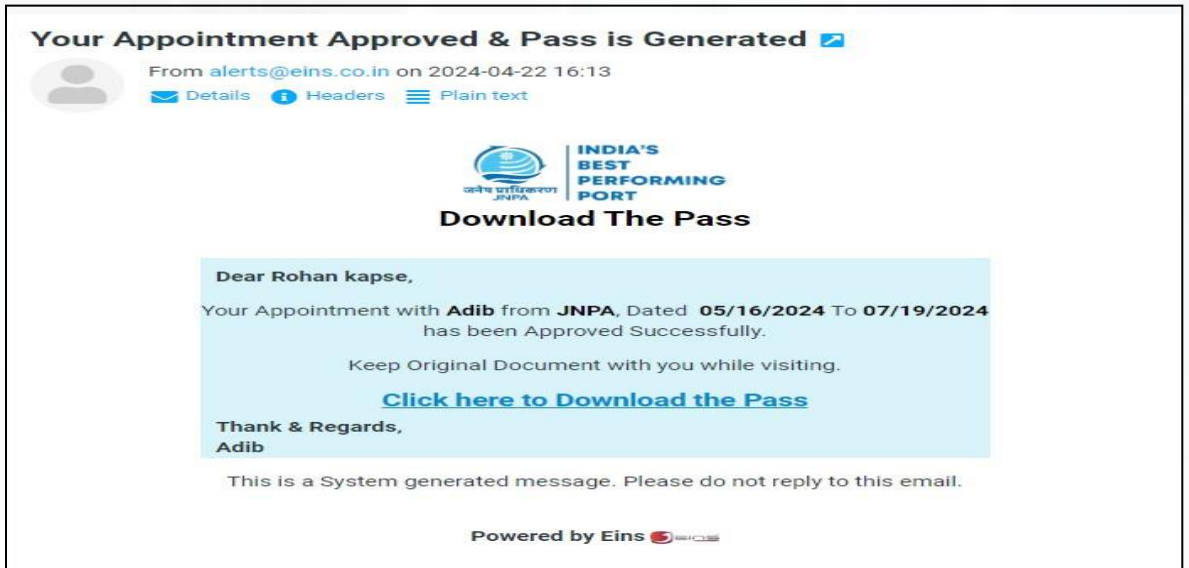 Your Appointment Approved & Pass is Generated
From alerts@eins.co.in on 2024-04-22 16:13
Details Headers Plain text
INDIA'S
BEST
PERFORMING
PORT
जनेप प्राधिकरण
JNPA
Download The Pass
Dear Rohan kapse,
Your Appointment with Adib from JNPA, Dated 05/16/2024 To 07/19/2024
has been Approved Successfully.
Keep Original Document with you while visiting.
Click here to Download the Pass
Thank & Regards,
Adib
This is a System generated message. Please do not reply to this email.
Powered by Eins